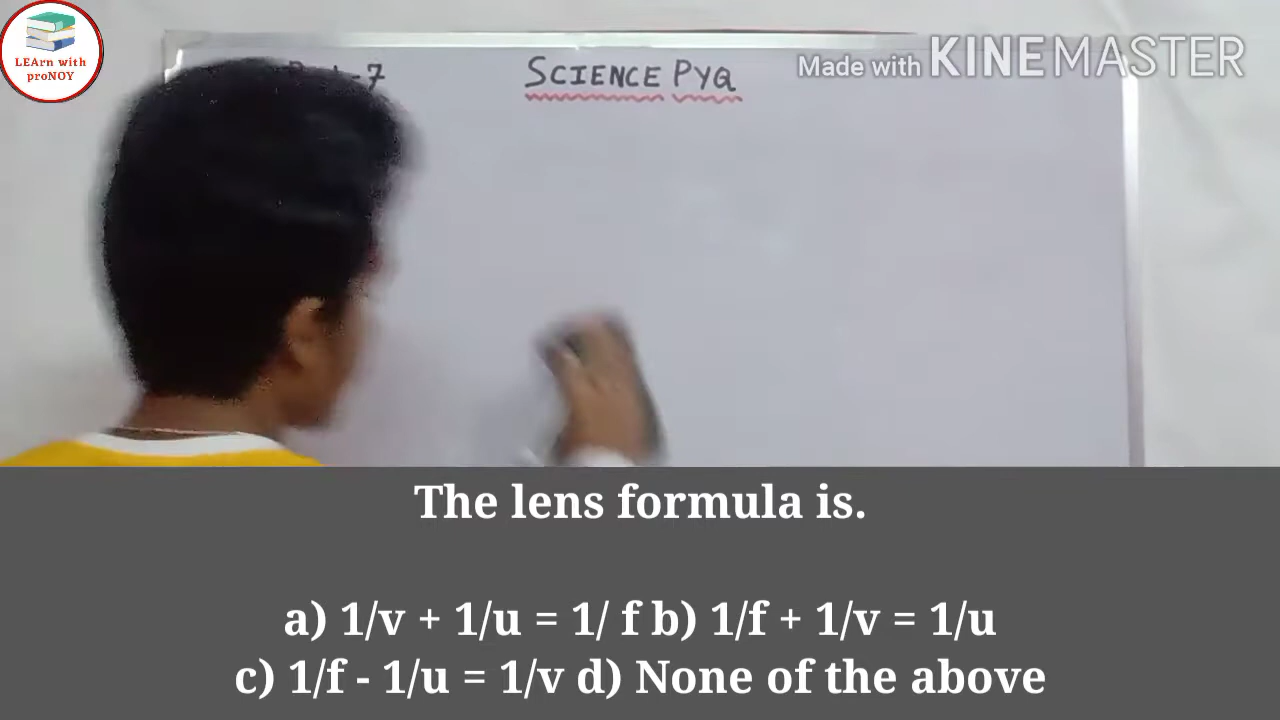 LEArn with
proNOY
-7
SCIENCE PYQ
Made with KINEMASTER
The lens formula is.
a) 1/v + 1/u = 1/ f b) 1/f + 1/v = 1/u
c) 1/f - 1/u = 1/v d) None of the above